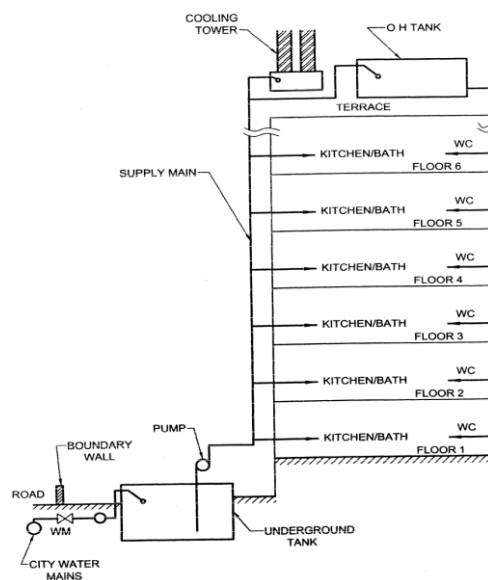 COOLING
TOWER
O H TANK
TERRACE
WC
KITCHEN/BATH
FLOOR 6
SUPPLY MAIN
WC
KITCHEN/BATH
FLOOR 5
WC
KITCHEN/BATH
FLOOR 4
WC
KITCHEN/BATH
FLOOR 3
WC
KITCHEN/BATH
FLOOR 2
PUMP
WC
KITCHEN/BATH
FLOOR 1
BOUNDARY
WALL
ROAD
WM
UNDERGROUND
TANK
CITY WATER
MAINS